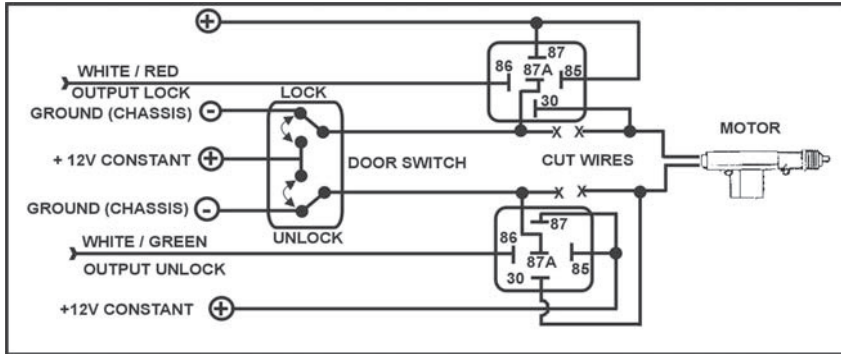 +
87
86
87A
85
WHITE / RED
OUTPUT LOCK
LOCK
30
GROUND (CHASSIS) -
MOTOR
X X
+ 12V CONSTANT +
DOOR SWITCH
CUT WIRES
X X
GROUND (CHASSIS) -
UNLOCK
87
WHITE / GREEN
86
87A
85
OUTPUT UNLOCK
30
+12V CONSTANT +